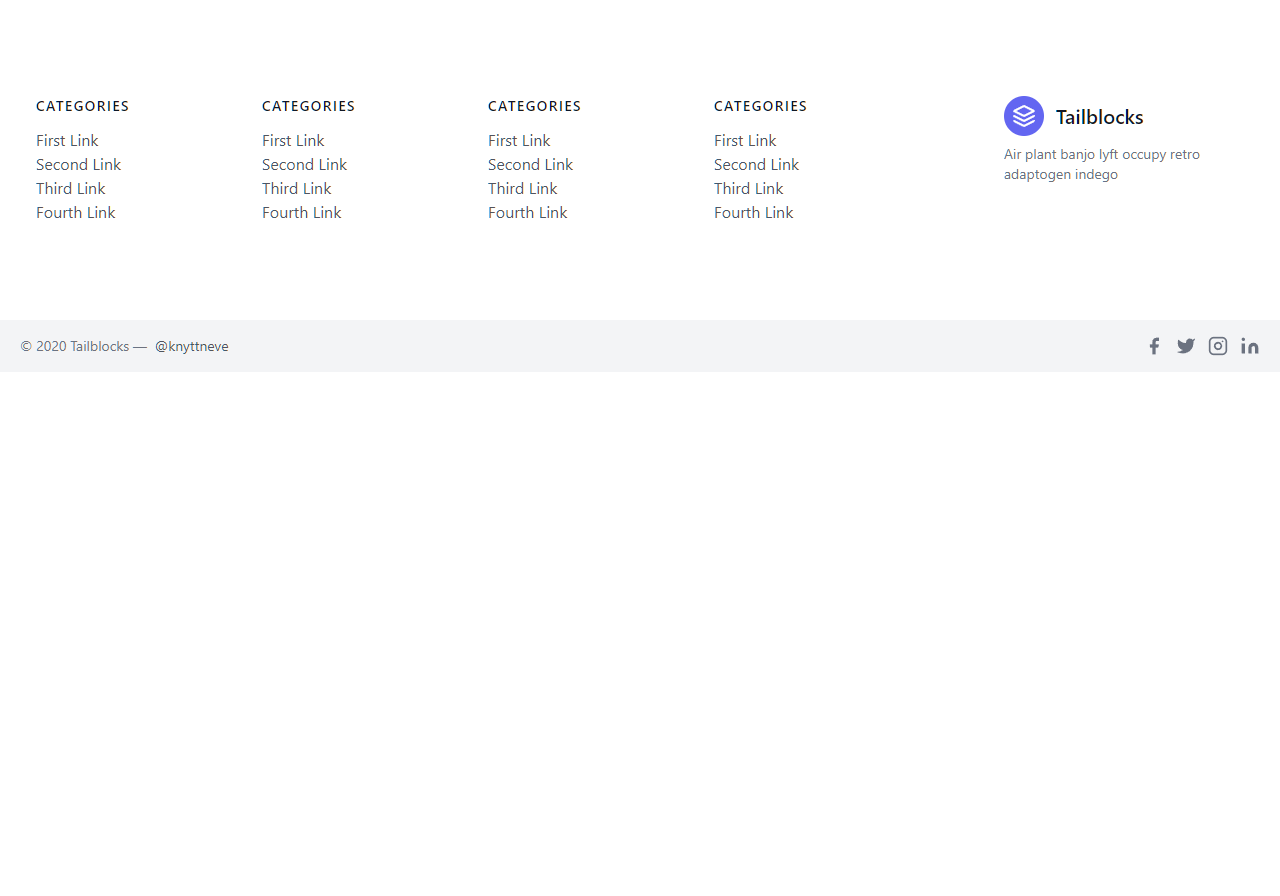 CATEGORIES
First Link
Second Link
Third Link
Fourth Link
CATEGORIES
First Link
Second Link
Third Link
Fourth Link
CATEGORIES
First Link
Second Link
Third Link
Fourth Link
CATEGORIES
First Link
Second Link
Third Link
Fourth Link
Tailblocks
Air plant banjo lyft occupy retro
adaptogen indego
© 2020 Tailblocks — @knyttneve